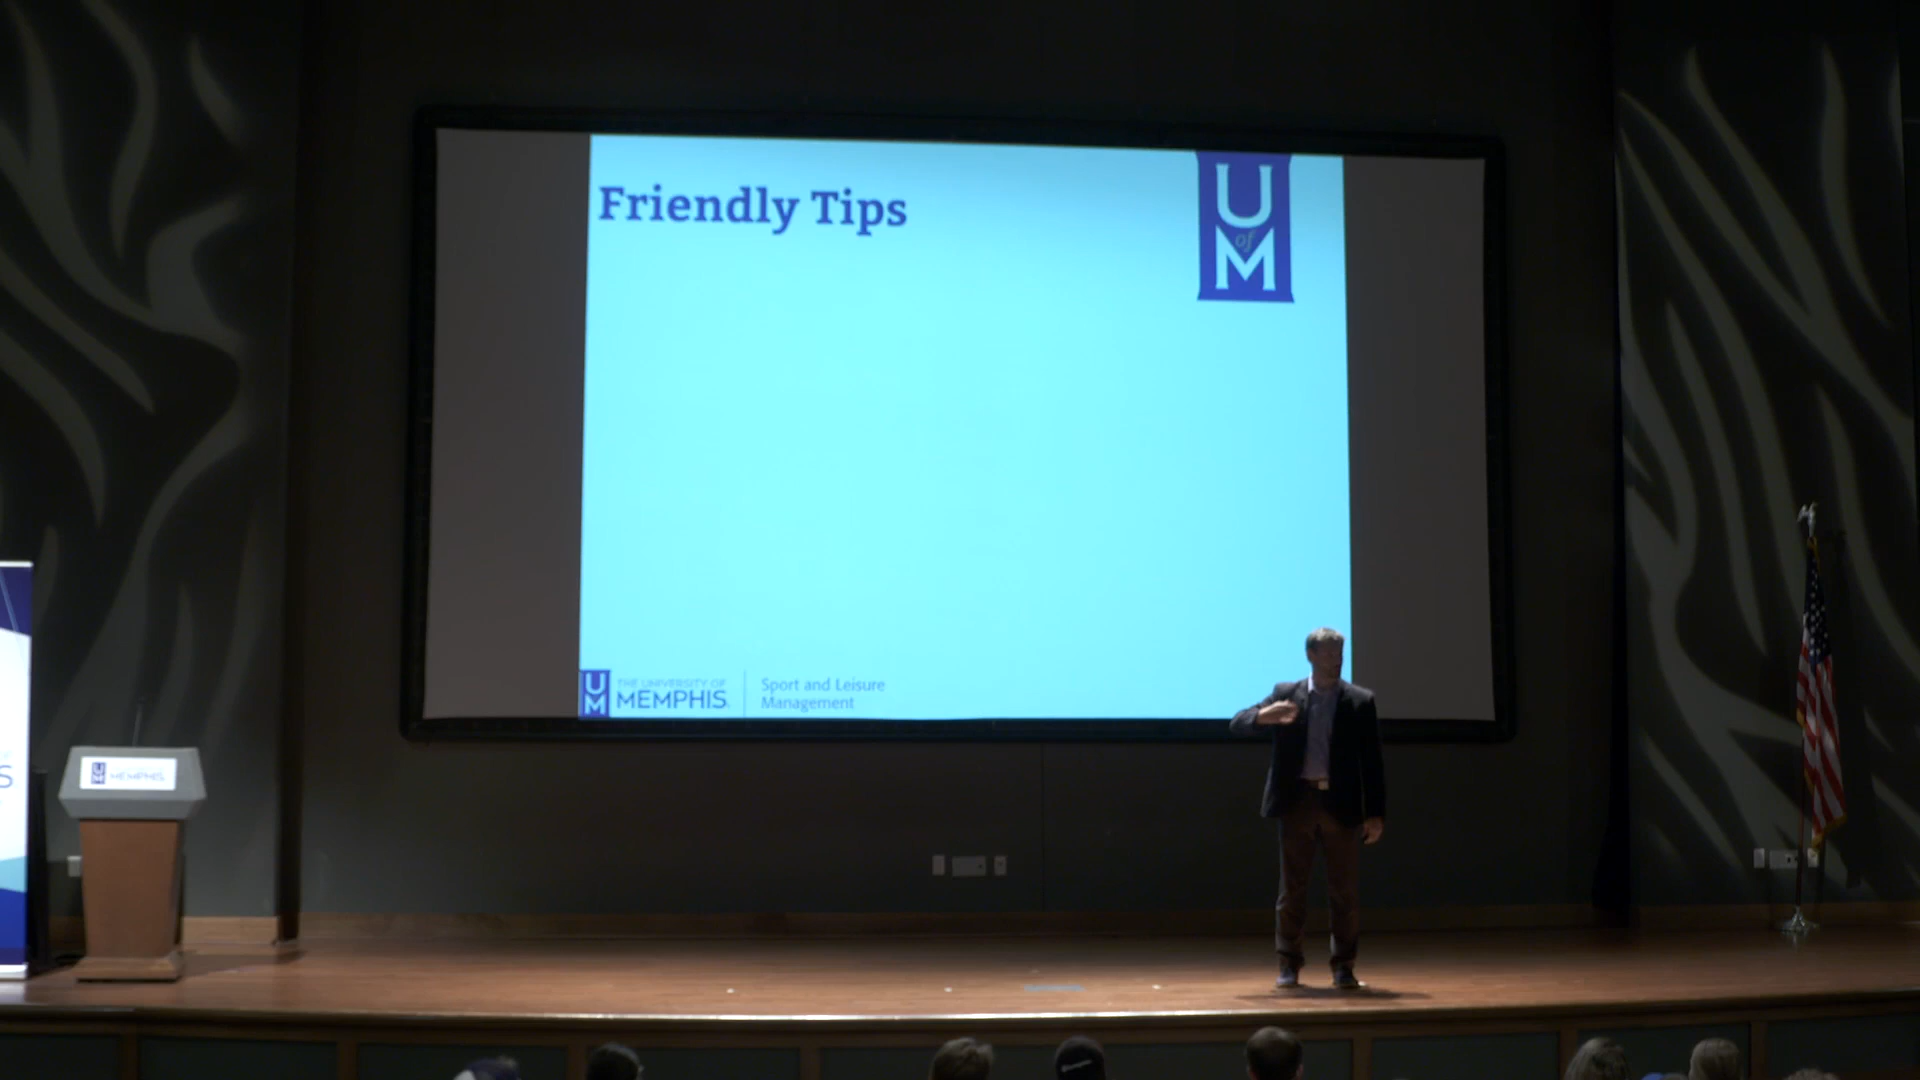 Friendly Tips
U
of
M
U
M
THE UNIVERSITY OF
MEMPHIS.
Sport and Leisure
Management
S
U
M
MEMPHIS